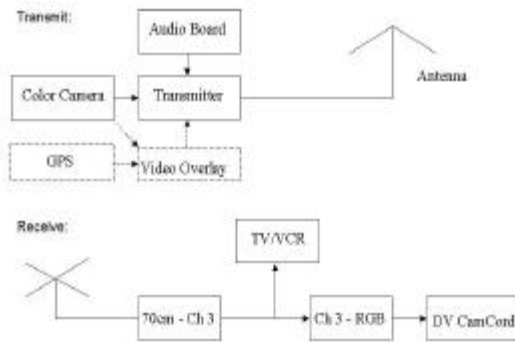 Transmit:
Audio Board
Color Camera
Transmitter
Antenna
GPS
Video Overlay
Receive:
TV/VCR
70cm - Ch 3
Ch 3 - RGB
DV CamCord